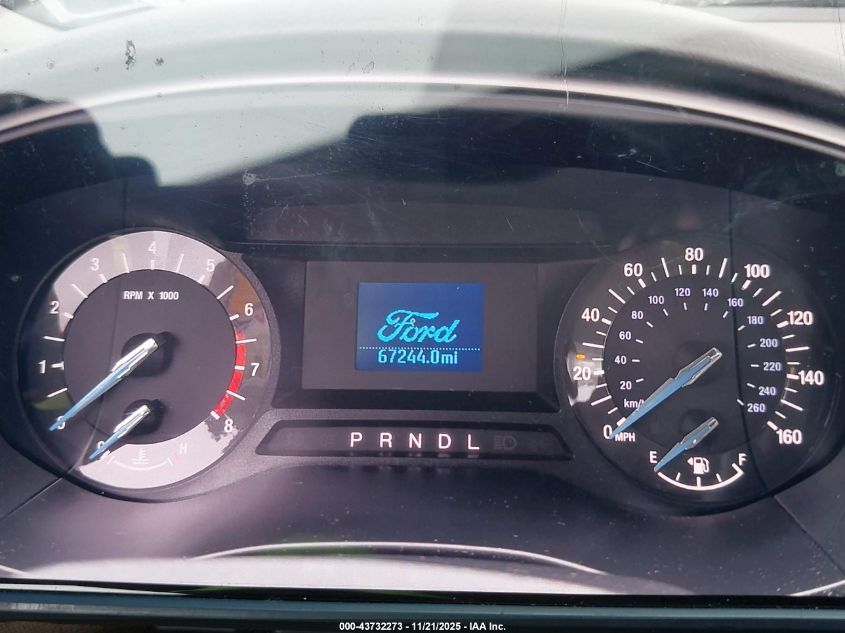 RPM X 1000
0 1 2 3 4 5 6 7 8
H
Ford
67244.0mi
P R N D L
0 20 40 60 80 100 120 140 160
MPH
20 40 60 80 100 120 140 160 180 200 220 240 260
km/h
E F
000-43732273 - 11/21/2025 - IAA Inc.